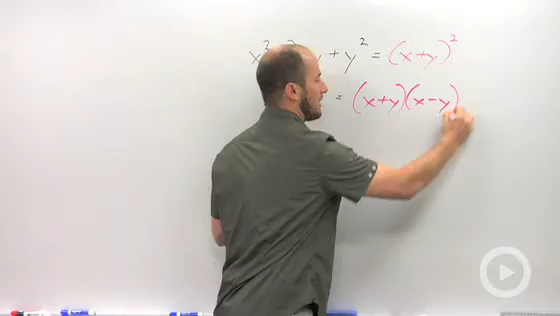 x² y + y² = (x+y)²
= (x+y)(x-y)